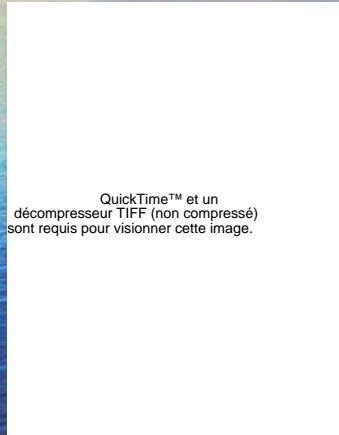 QuickTime™ et un
décompresseur TIFF (non compressé)
sont requis pour visionner cette image.